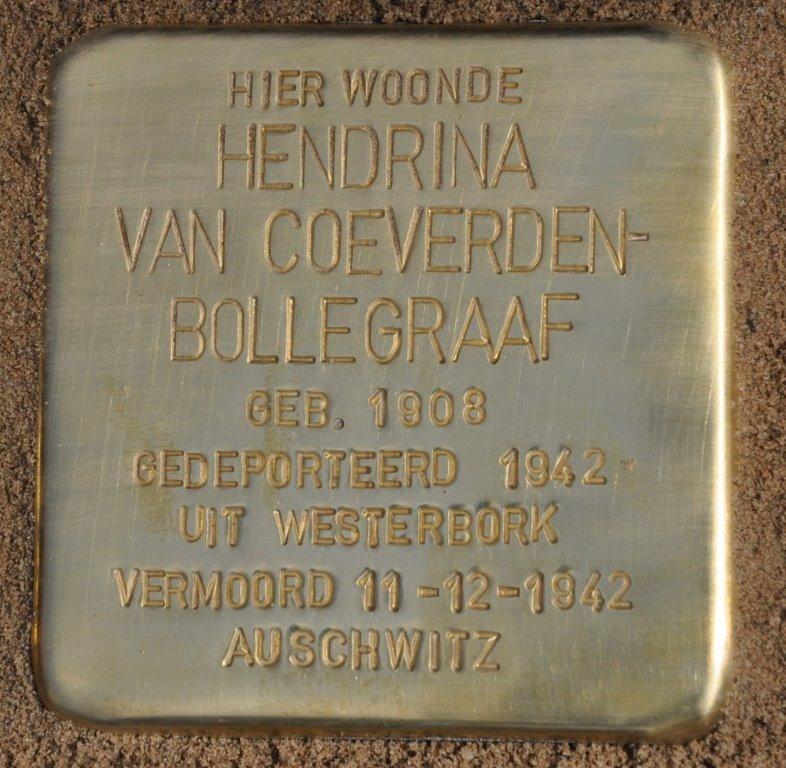 HIER WOONDE
HENDRINA
VAN COEVERDEN-
BOLLEGRAAF
GEB. 1908
GEDEPORTEERD 1942
UIT WESTERBORK
VERMOORD 11-12-1942
AUSCHWITZ